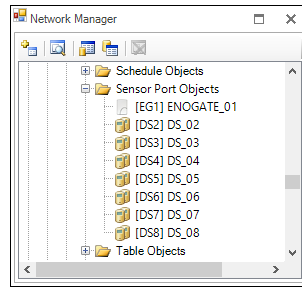 Network Manager
Schedule Objects
Sensor Port Objects
[EG1] ENOGATE_01
[DS2] DS_02
[DS3] DS_03
[DS4] DS_04
[DS5] DS_05
[DS6] DS_06
[DS7] DS_07
[DS8] DS_08
Table Objects